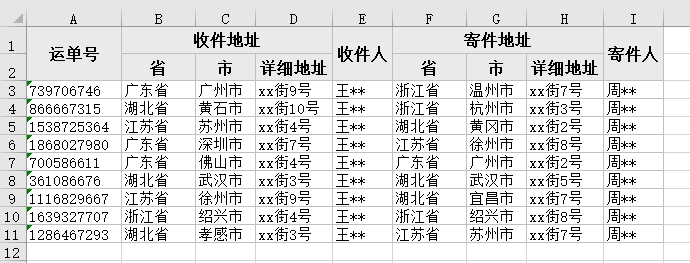 A B C D E F G H I
1 运单号 收件地址 收件人 寄件地址 寄件人
2 省 市 详细地址 省 市 详细地址
3 739706746 广东省 广州市 xx街9号 王** 浙江省 温州市 xx街7号 周**
4 866667315 湖北省 黄石市 xx街10号 王** 浙江省 杭州市 xx街3号 周**
5 1538725364 江苏省 苏州市 xx街4号 王** 湖北省 黄冈市 xx街2号 周**
6 1868027980 广东省 深圳市 xx街7号 王** 江苏省 徐州市 xx街8号 周**
7 700586611 广东省 佛山市 xx街4号 王** 广东省 广州市 xx街2号 周**
8 361086676 湖北省 武汉市 xx街3号 王** 湖北省 武汉市 xx街5号 周**
9 1116829667 江苏省 徐州市 xx街9号 王** 湖北省 宜昌市 xx街7号 周**
10 1639327707 浙江省 绍兴市 xx街4号 王** 浙江省 绍兴市 xx街8号 周**
11 1286467293 湖北省 孝感市 xx街3号 王** 江苏省 苏州市 xx街7号 周**
12